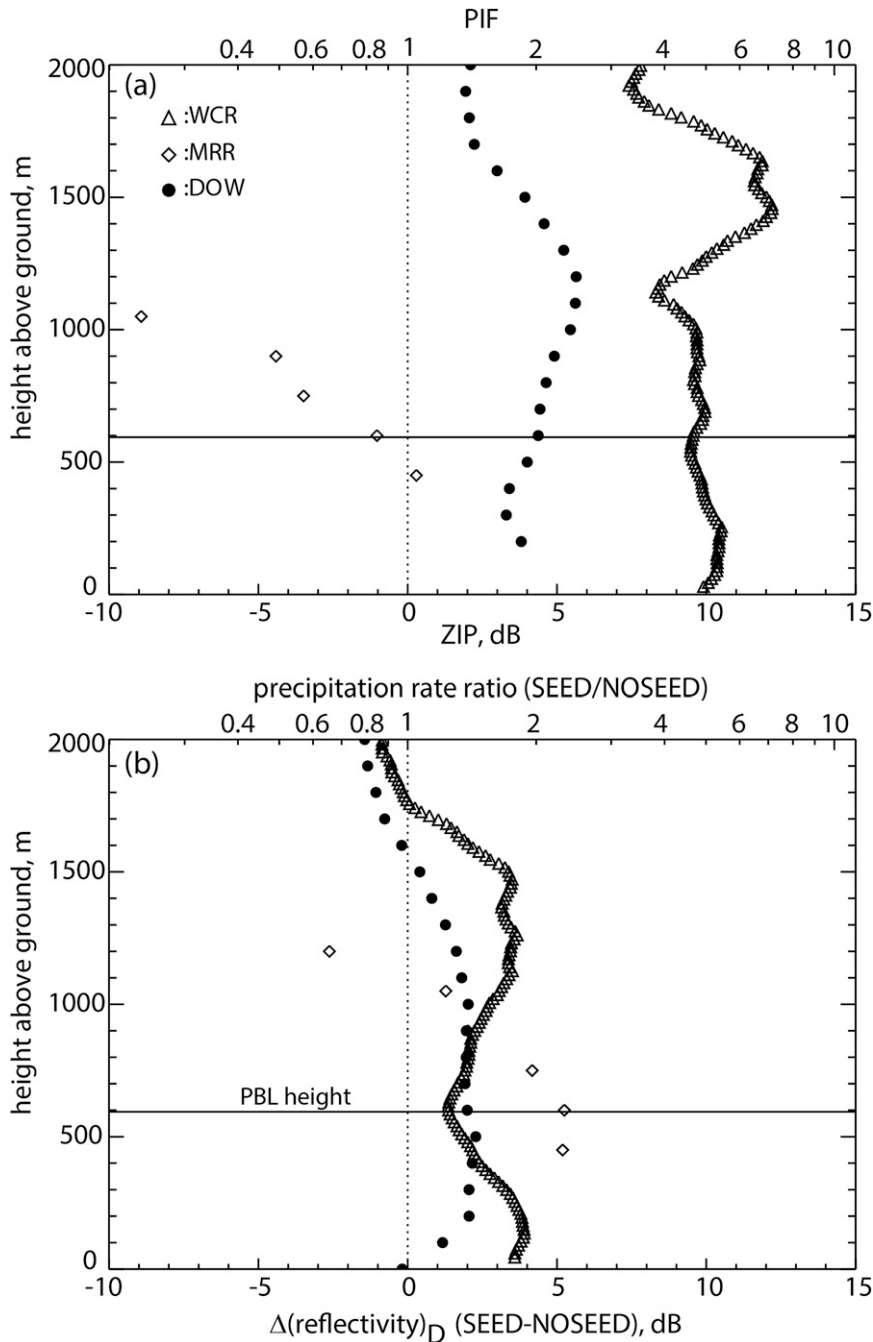 PIF
0.4 0.6 0.8 1 2 4 6 8 10
(a)
△ :WCR
◇ :MRR
● :DOW
height above ground, m
2000
1500
1000
500
0
-10 -5 0 5 10 15
ZIP, dB
precipitation rate ratio (SEED/NOSEED)
0.4 0.6 0.8 1 2 4 6 8 10
(b)
height above ground, m
2000
1500
1000
PBL height
500
0
-10 -5 0 5 10 15
Δ(reflectivity)D (SEED-NOSEED), dB